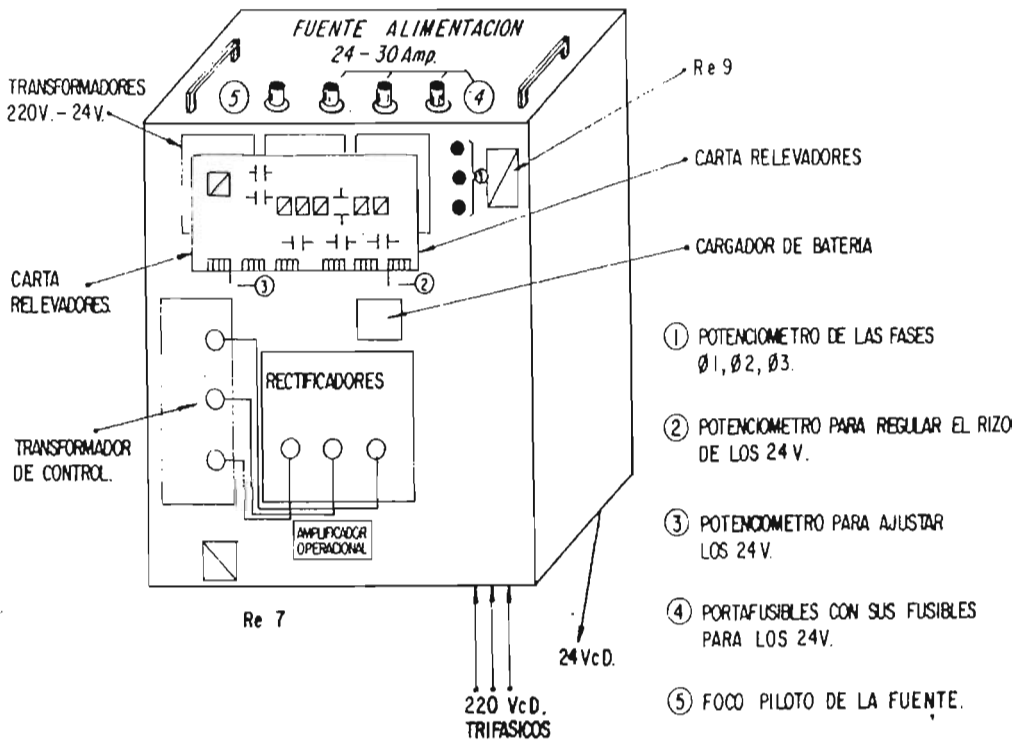 FUENTE ALIMENTACION
24 - 30 Amp.
5
4
TRANSFORMADORES
220V. - 24V.
Re 9
1
CARTA RELEVADORES
CARGADOR DE BATERIA
CARTA
RELEVADORES.
3
2
RECTIFICADORES
TRANSFORMADOR
DE CONTROL.
AMPLIFICADOR
OPERACIONAL
Re 7
24 VcD.
220 VcD.
TRIFASICOS
1 POTENCIOMETRO DE LAS FASES
Ø1, Ø2, Ø3.
2 POTENCIOMETRO PARA REGULAR EL RIZO
DE LOS 24 V.
3 POTENCIOMETRO PARA AJUSTAR
LOS 24 V.
4 PORTAFUSIBLES CON SUS FUSIBLES
PARA LOS 24V.
5 FOCO PILOTO DE LA FUENTE.